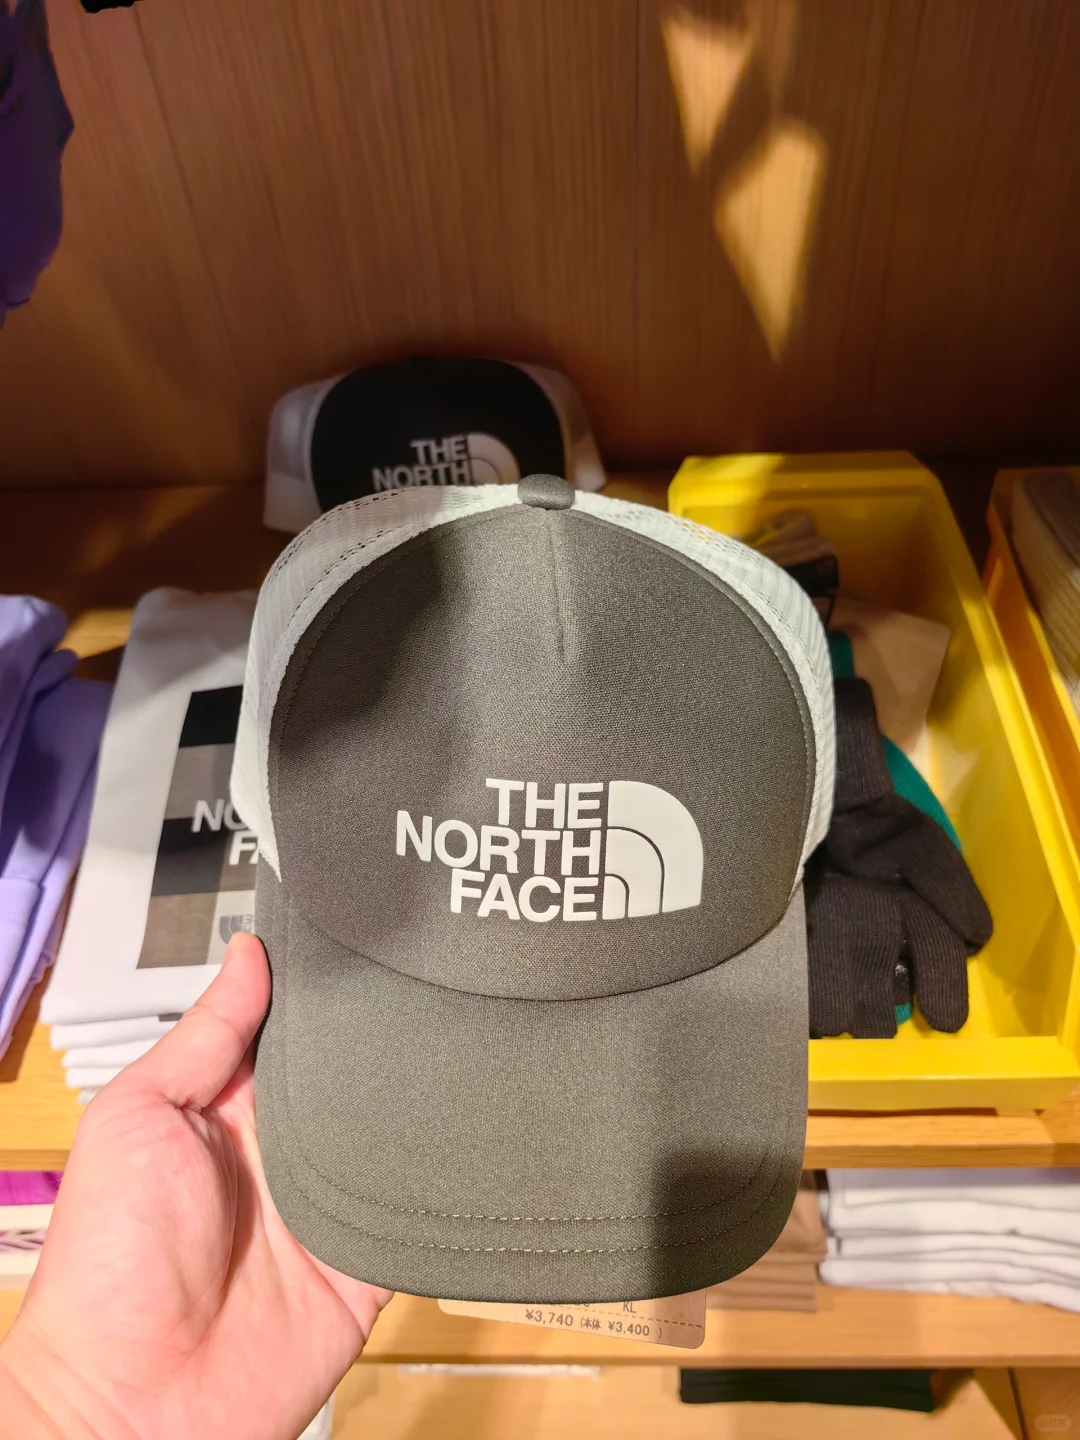 THE
NORTH
THE
NORTH
FACE
KL
¥3,740 (本体 ¥3,400 )